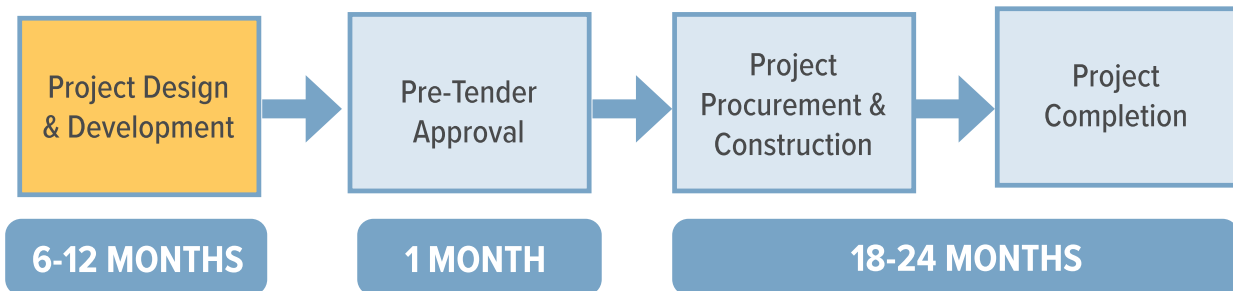 Project Design
& Development
Pre-Tender
Approval
Project
Procurement &
Construction
Project
Completion
6-12 MONTHS
1 MONTH
18-24 MONTHS